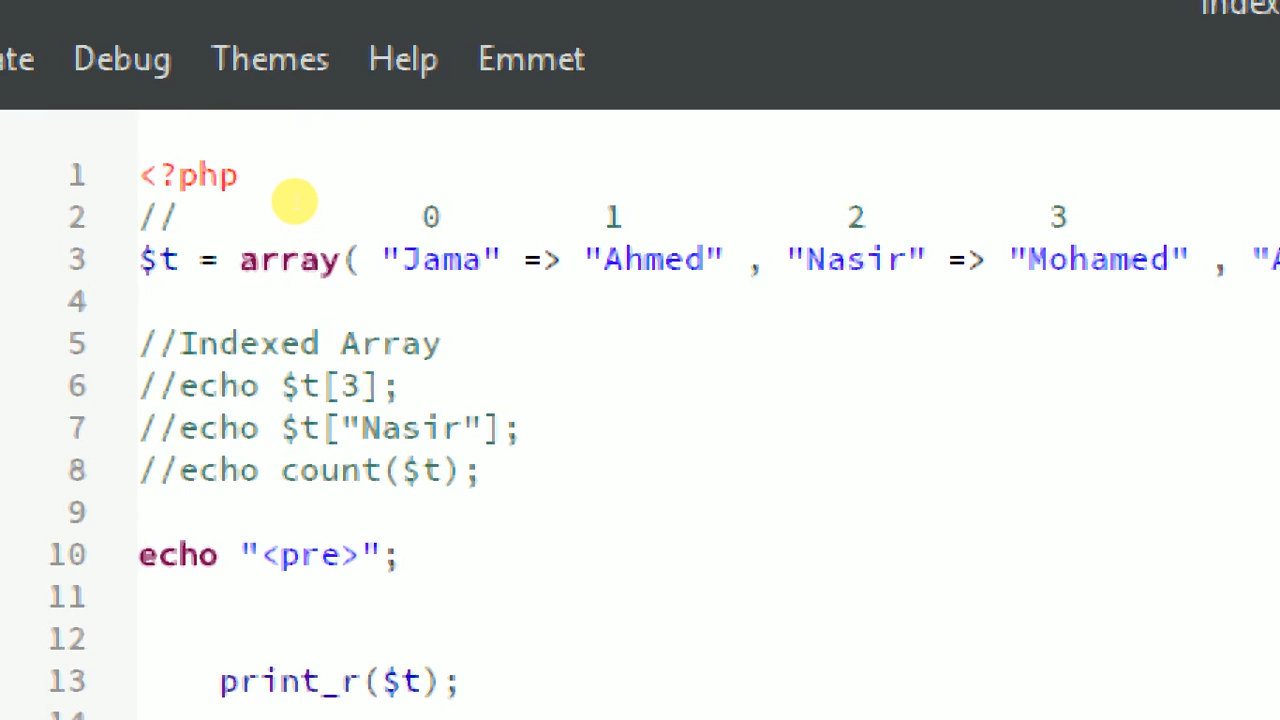 Index
ate Debug Themes Help Emmet
1 <?php
2 // 0 1 2 3
3 $t = array( "Jama" => "Ahmed" , "Nasir" => "Mohamed" , "A
4
5 //Indexed Array
6 //echo $t[3];
7 //echo $t["Nasir"];
8 //echo count($t);
9
10 echo "<pre>";
11
12
13 print_r($t);
14